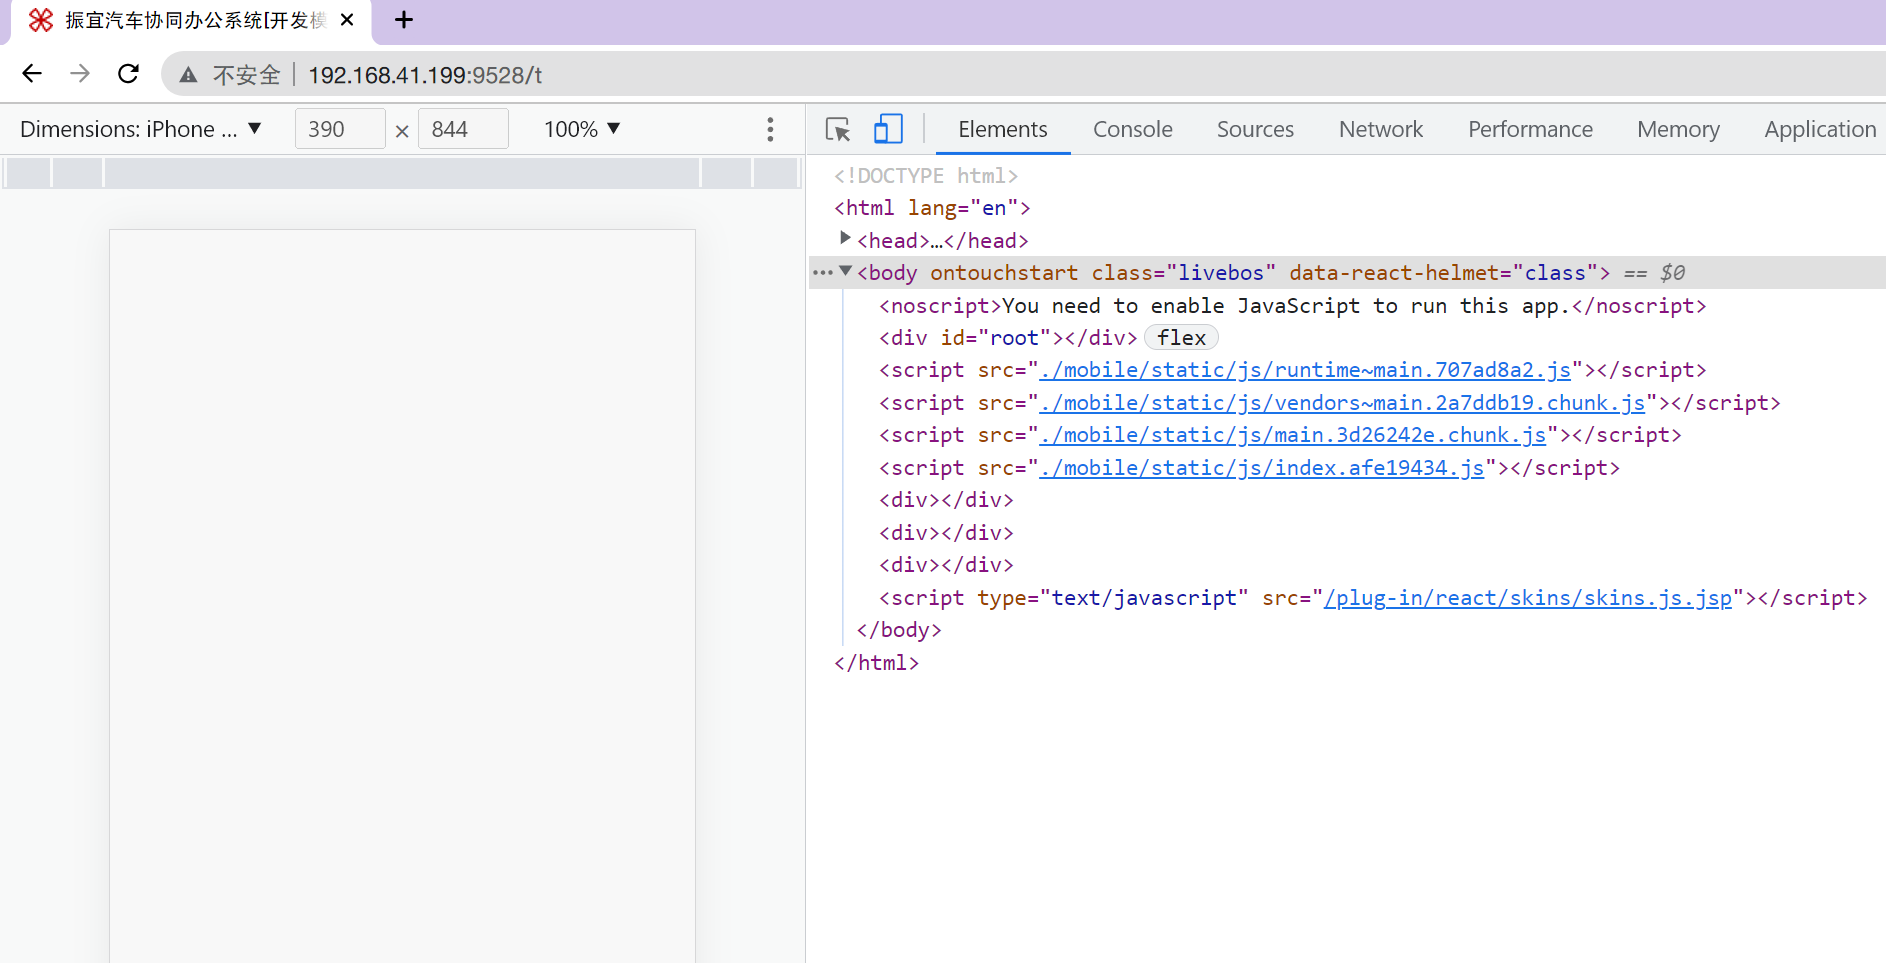 振宜汽车协同办公系统[开发模
不安全 192.168.41.199:9528/t
Dimensions: iPhone ... ▼ 390 × 844 100% ▼
Elements Console Sources Network Performance Memory Application
<!DOCTYPE html>
<html lang="en">
<head>…</head>
<body ontouchstart class="livebos" data-react-helmet="class"> == $0
<noscript>You need to enable JavaScript to run this app.</noscript>
<div id="root"></div> flex
<script src="./mobile/static/js/runtime~main.707ad8a2.js"></script>
<script src="./mobile/static/js/vendors~main.2a7ddb19.chunk.js"></script>
<script src="./mobile/static/js/main.3d26242e.chunk.js"></script>
<script src="./mobile/static/js/index.afe19434.js"></script>
<div></div>
<div></div>
<div></div>
<script type="text/javascript" src="/plug-in/react/skins/skins.js.jsp"></script>
</body>
</html>